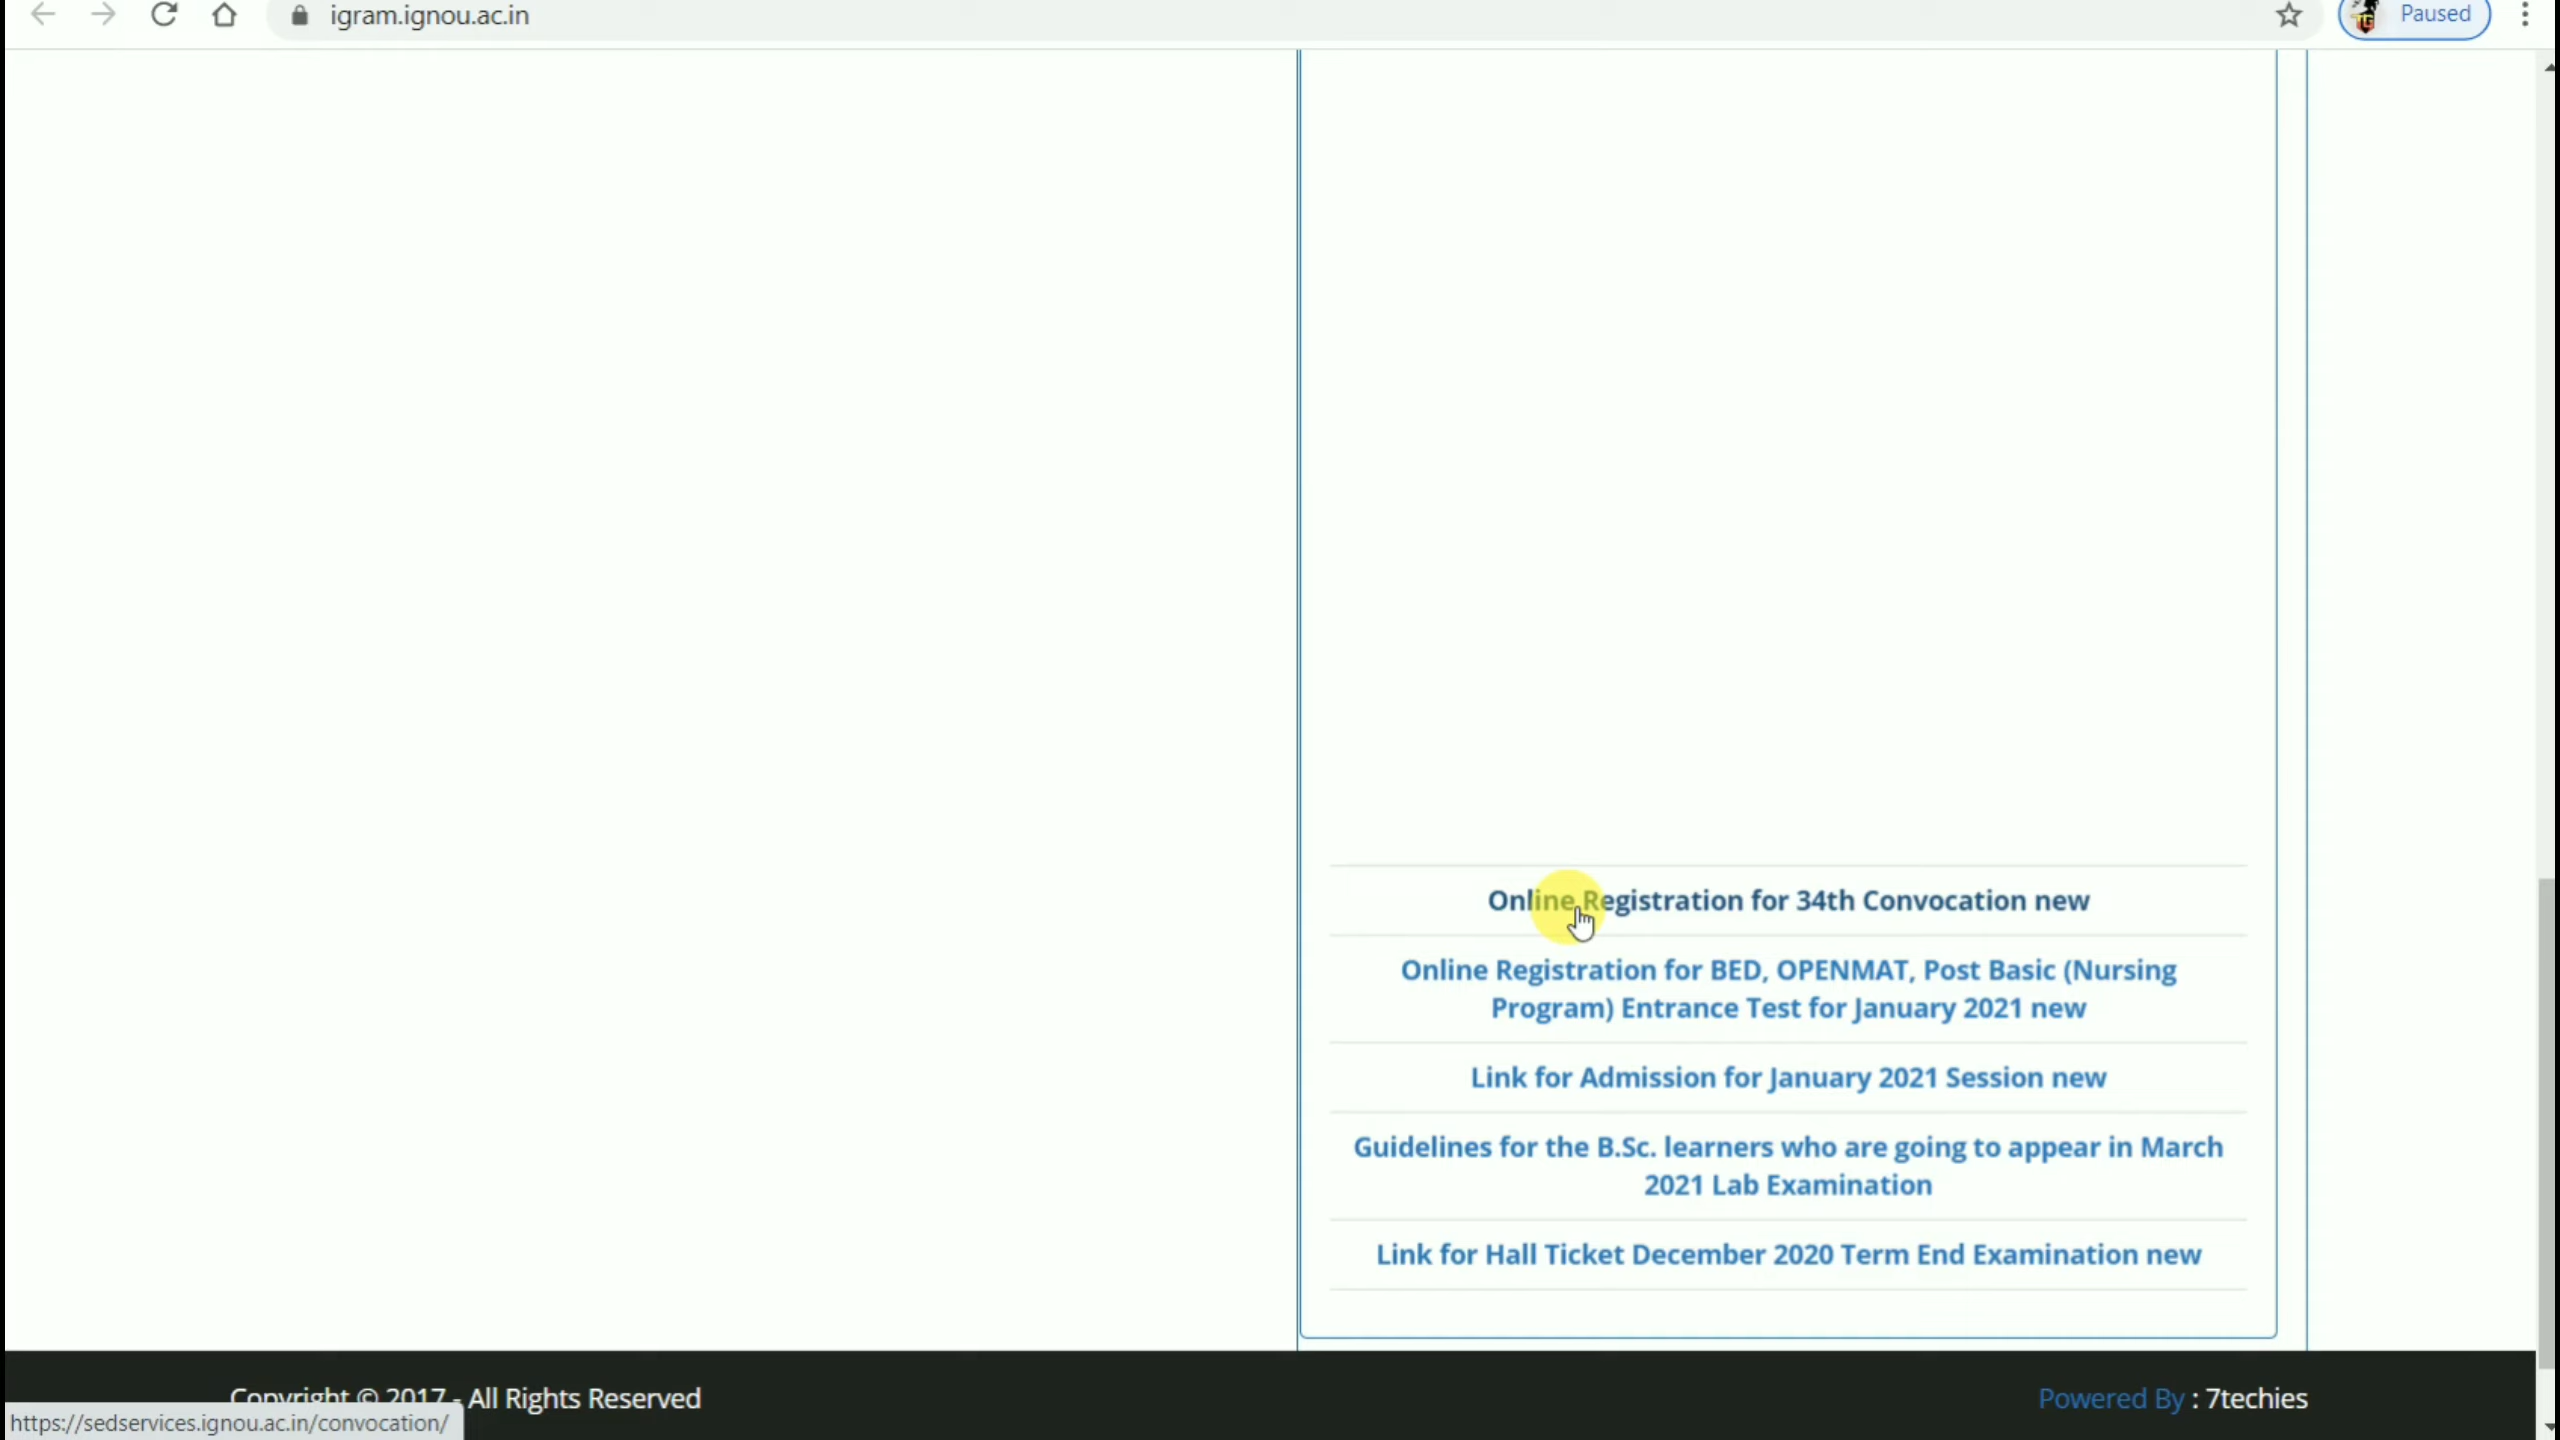 igram.ignou.ac.in
Paused
Online Registration for 34th Convocation new
Online Registration for BED, OPENMAT, Post Basic (Nursing
Program) Entrance Test for January 2021 new
Link for Admission for January 2021 Session new
Guidelines for the B.Sc. learners who are going to appear in March
2021 Lab Examination
Link for Hall Ticket December 2020 Term End Examination new
Copyright © 2017 - All Rights Reserved
Powered By : 7techies
https://sedservices.ignou.ac.in/convocation/